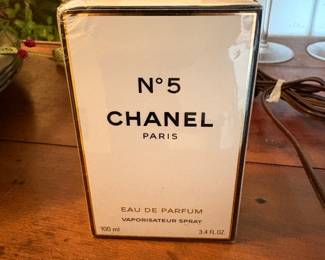 N°5
CHANEL
PARIS
EAU DE PARFUM
VAPORISATEUR SPRAY
100 ml 3.4 FL. OZ.